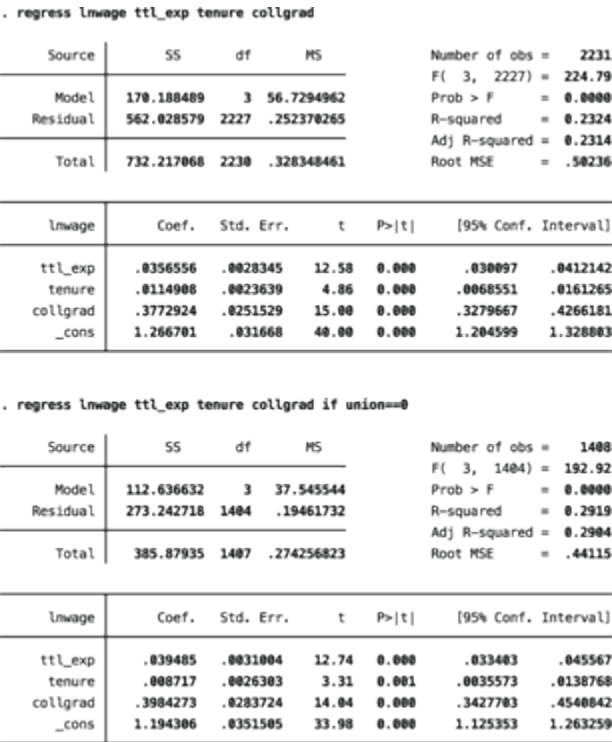 . regress lnwage ttl_exp tenure collgrad
Source SS df MS Number of obs = 2231
F( 3, 2227) = 224.79
Model 170.188489 3 56.7294962 Prob > F = 0.0000
Residual 562.028579 2227 .252370265 R-squared = 0.2324
Adj R-squared = 0.2314
Total 732.217068 2230 .328348461 Root MSE = .50236
lnwage Coef. Std. Err. t P>|t| [95% Conf. Interval]
ttl_exp .0356556 .0028345 12.58 0.000 .030097 .0412142
tenure .0114908 .0023639 4.86 0.000 .0068551 .0161265
collgrad .3772924 .0251529 15.00 0.000 .3279667 .4266181
_cons 1.266701 .031668 40.00 0.000 1.204599 1.328803
. regress lnwage ttl_exp tenure collgrad if union==0
Source SS df MS Number of obs = 1408
F( 3, 1404) = 192.92
Model 112.636632 3 37.545544 Prob > F = 0.0000
Residual 273.242718 1404 .19461732 R-squared = 0.2919
Adj R-squared = 0.2904
Total 385.87935 1407 .274256823 Root MSE = .44115
lnwage Coef. Std. Err. t P>|t| [95% Conf. Interval]
ttl_exp .039485 .0031004 12.74 0.000 .033403 .045567
tenure .008717 .0026303 3.31 0.001 .0035573 .0138768
collgrad .3984273 .0283724 14.04 0.000 .3427703 .4540842
_cons 1.194306 .0351505 33.98 0.000 1.125353 1.263259